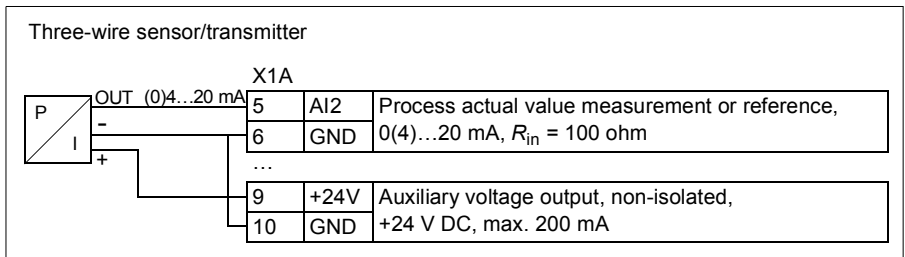 Three-wire sensor/transmitter
X1A
P
I
OUT (0)4…20 mA
-
+
5 AI2 Process actual value measurement or reference,
6 GND 0(4)…20 mA, Rin = 100 ohm
…
9 +24V Auxiliary voltage output, non-isolated,
10 GND +24 V DC, max. 200 mA